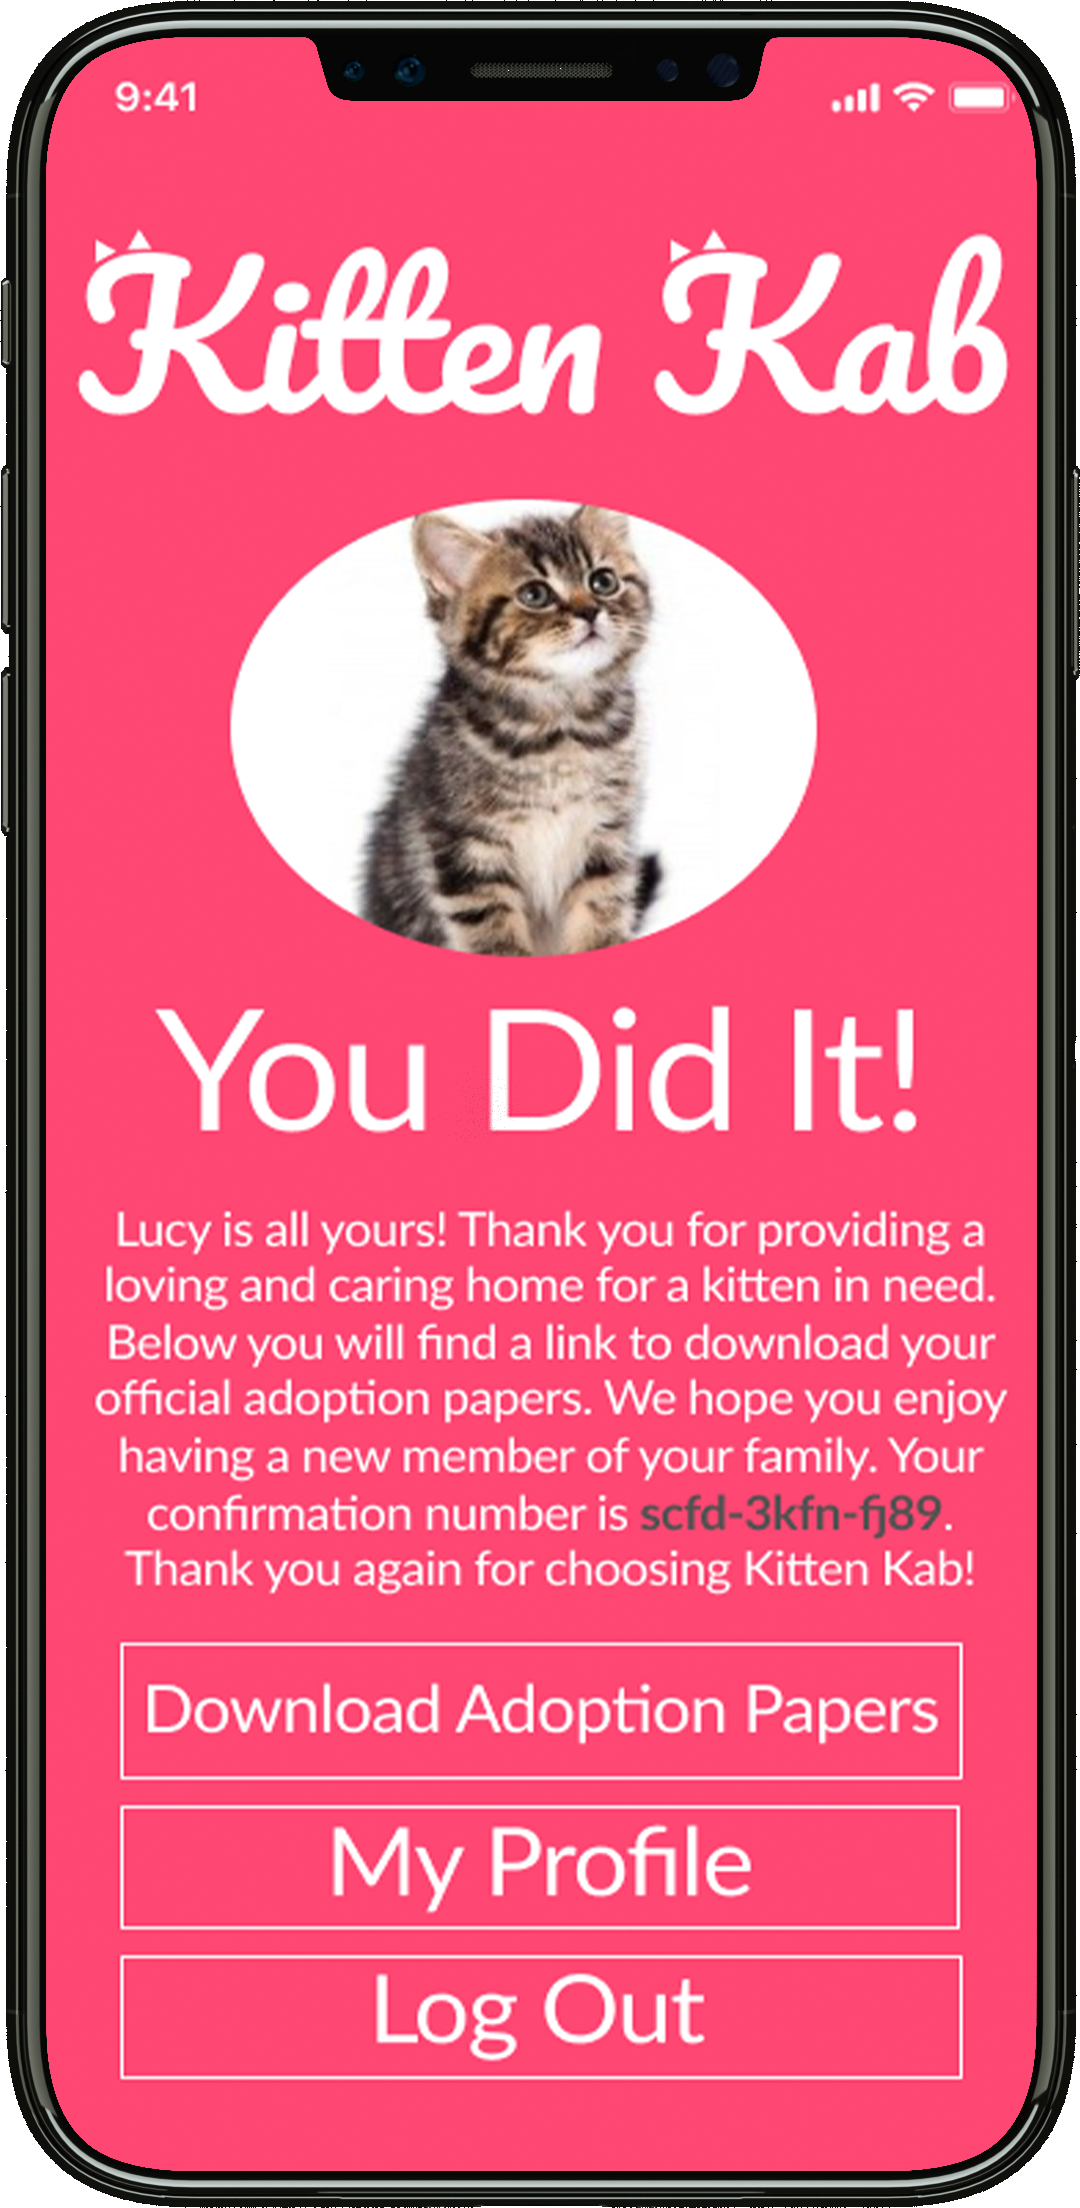 9:41
Kitten Kab
You Did It!
Lucy is all yours! Thank you for providing a
loving and caring home for a kitten in need.
Below you will find a link to download your
official adoption papers. We hope you enjoy
having a new member of your family. Your
confirmation number is scfd-3kfn-fj89.
Thank you again for choosing Kitten Kab!
Download Adoption Papers
My Profile
Log Out